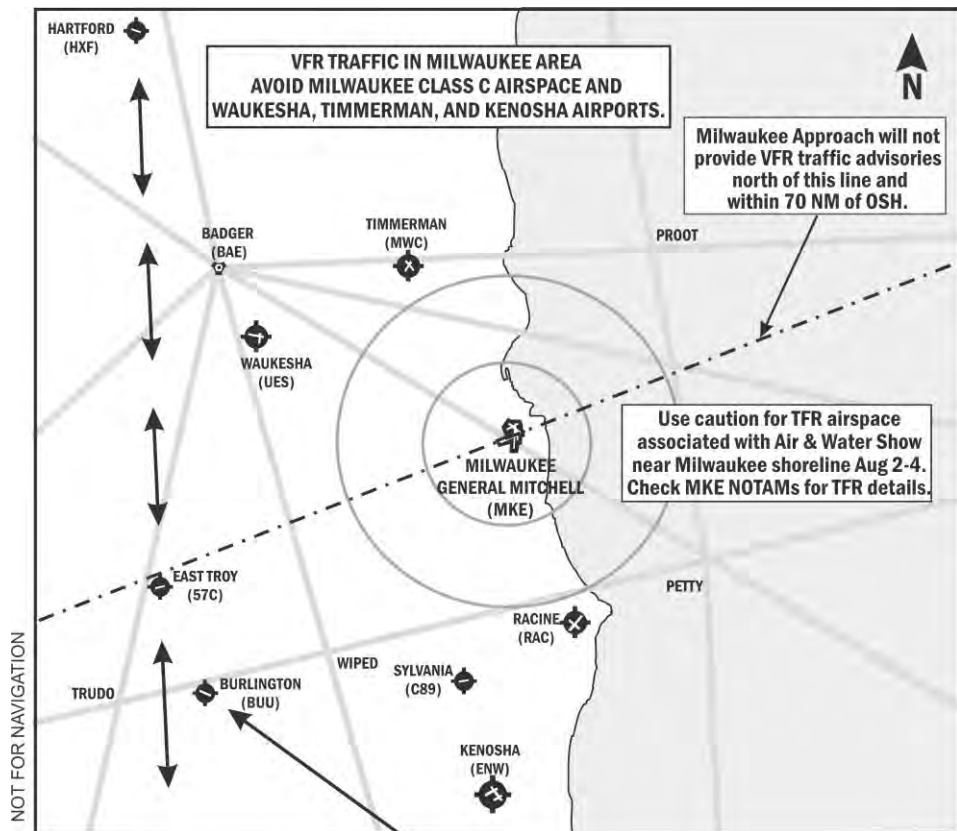 HARTFORD
(HXF)
VFR TRAFFIC IN MILWAUKEE AREA
AVOID MILWAUKEE CLASS C AIRSPACE AND
WAUKESHA, TIMMERMAN, AND KENOSHA AIRPORTS.
N
Milwaukee Approach will not
provide VFR traffic advisories
north of this line and
within 70 NM of OSH.
BADGER
(BAE)
TIMMERMAN
(MWC)
PROOT
WAUKESHA
(UES)
Use caution for TFR airspace
associated with Air & Water Show
near Milwaukee shoreline Aug 2-4.
Check MKE NOTAMs for TFR details.
MILWAUKEE
GENERAL MITCHELL
(MKE)
EAST TROY
(57C)
PETTY
RACINE
(RAC)
WIPED
SYLVANIA
(C89)
TRUDO
BURLINGTON
(BUU)
KENOSHA
(ENW)
NOT FOR NAVIGATION